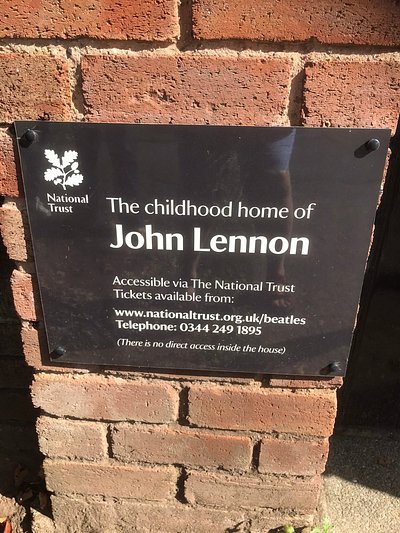 National
Trust
The childhood home of
John Lennon
Accessible via The National Trust
Tickets available from:
www.nationaltrust.org.uk/beatles
Telephone: 0344 249 1895
(There is no direct access inside the house)